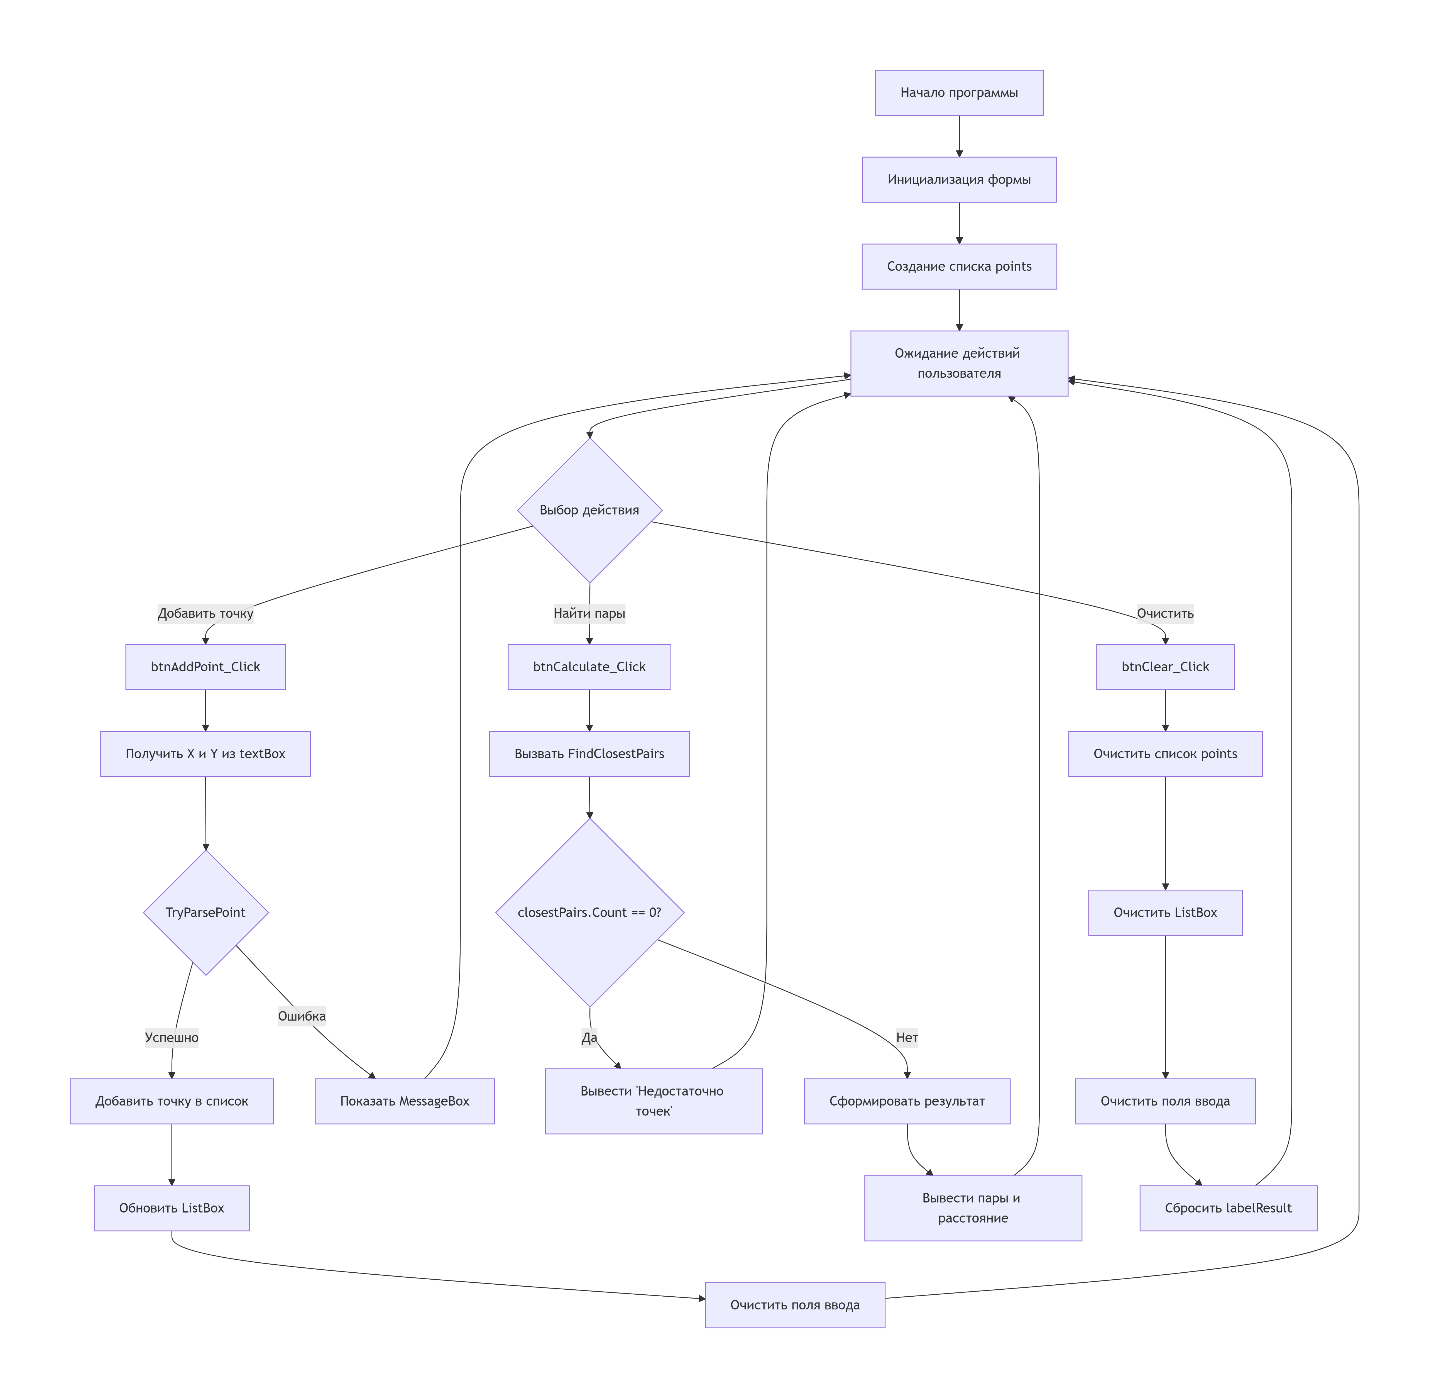 Начало программы
Инициализация формы
Создание списка points
Ожидание действий
пользователя
Выбор действия
Добавить точку
Найти пары
Очистить
btnAddPoint_Click
btnCalculate_Click
btnClear_Click
Получить X и Y из textBox
Вызвать FindClosestPairs
Очистить список points
TryParsePoint
closestPairs.Count == 0?
Очистить ListBox
Успешно
Ошибка
Да
Нет
Добавить точку в список
Показать MessageBox
Вывести 'Недостаточно
точек'
Сформировать результат
Очистить поля ввода
Обновить ListBox
Вывести пары и
расстояние
Сбросить labelResult
Очистить поля ввода